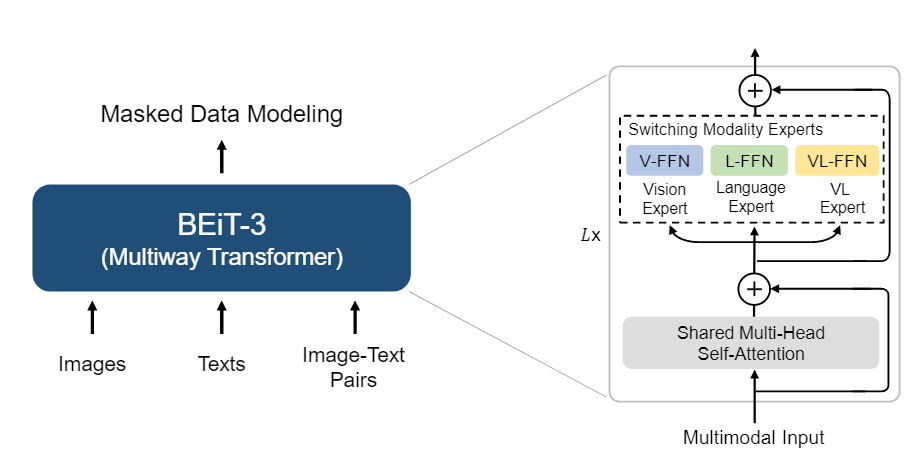 Masked Data Modeling
BEiT-3
(Multiway Transformer)
Images
Texts
Image-Text
Pairs
Switching Modality Experts
V-FFN
L-FFN
VL-FFN
Vision
Expert
Language
Expert
VL
Expert
Lx
Shared Multi-Head
Self-Attention
Multimodal Input